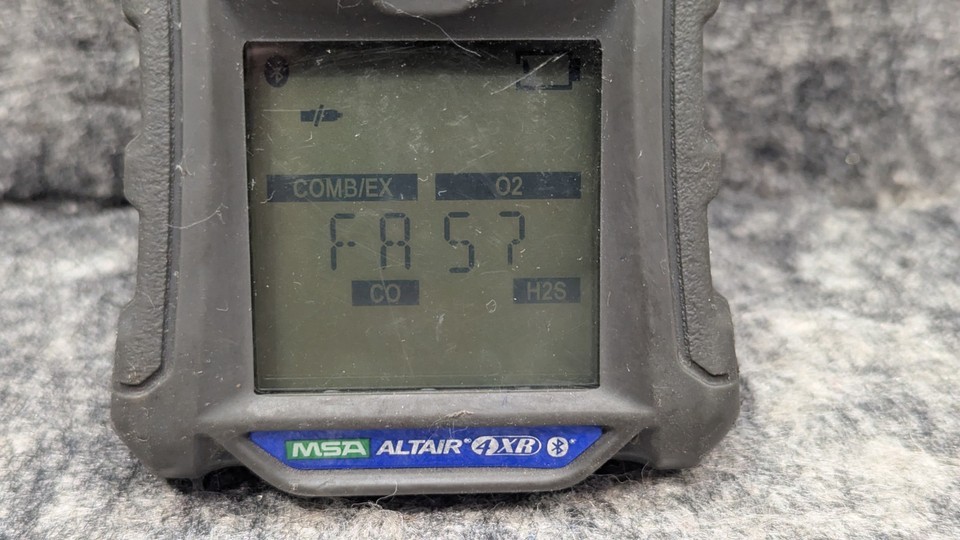 COMB/EX O2
FAS?
CO H2S
MSA ALTAIR® 4XR